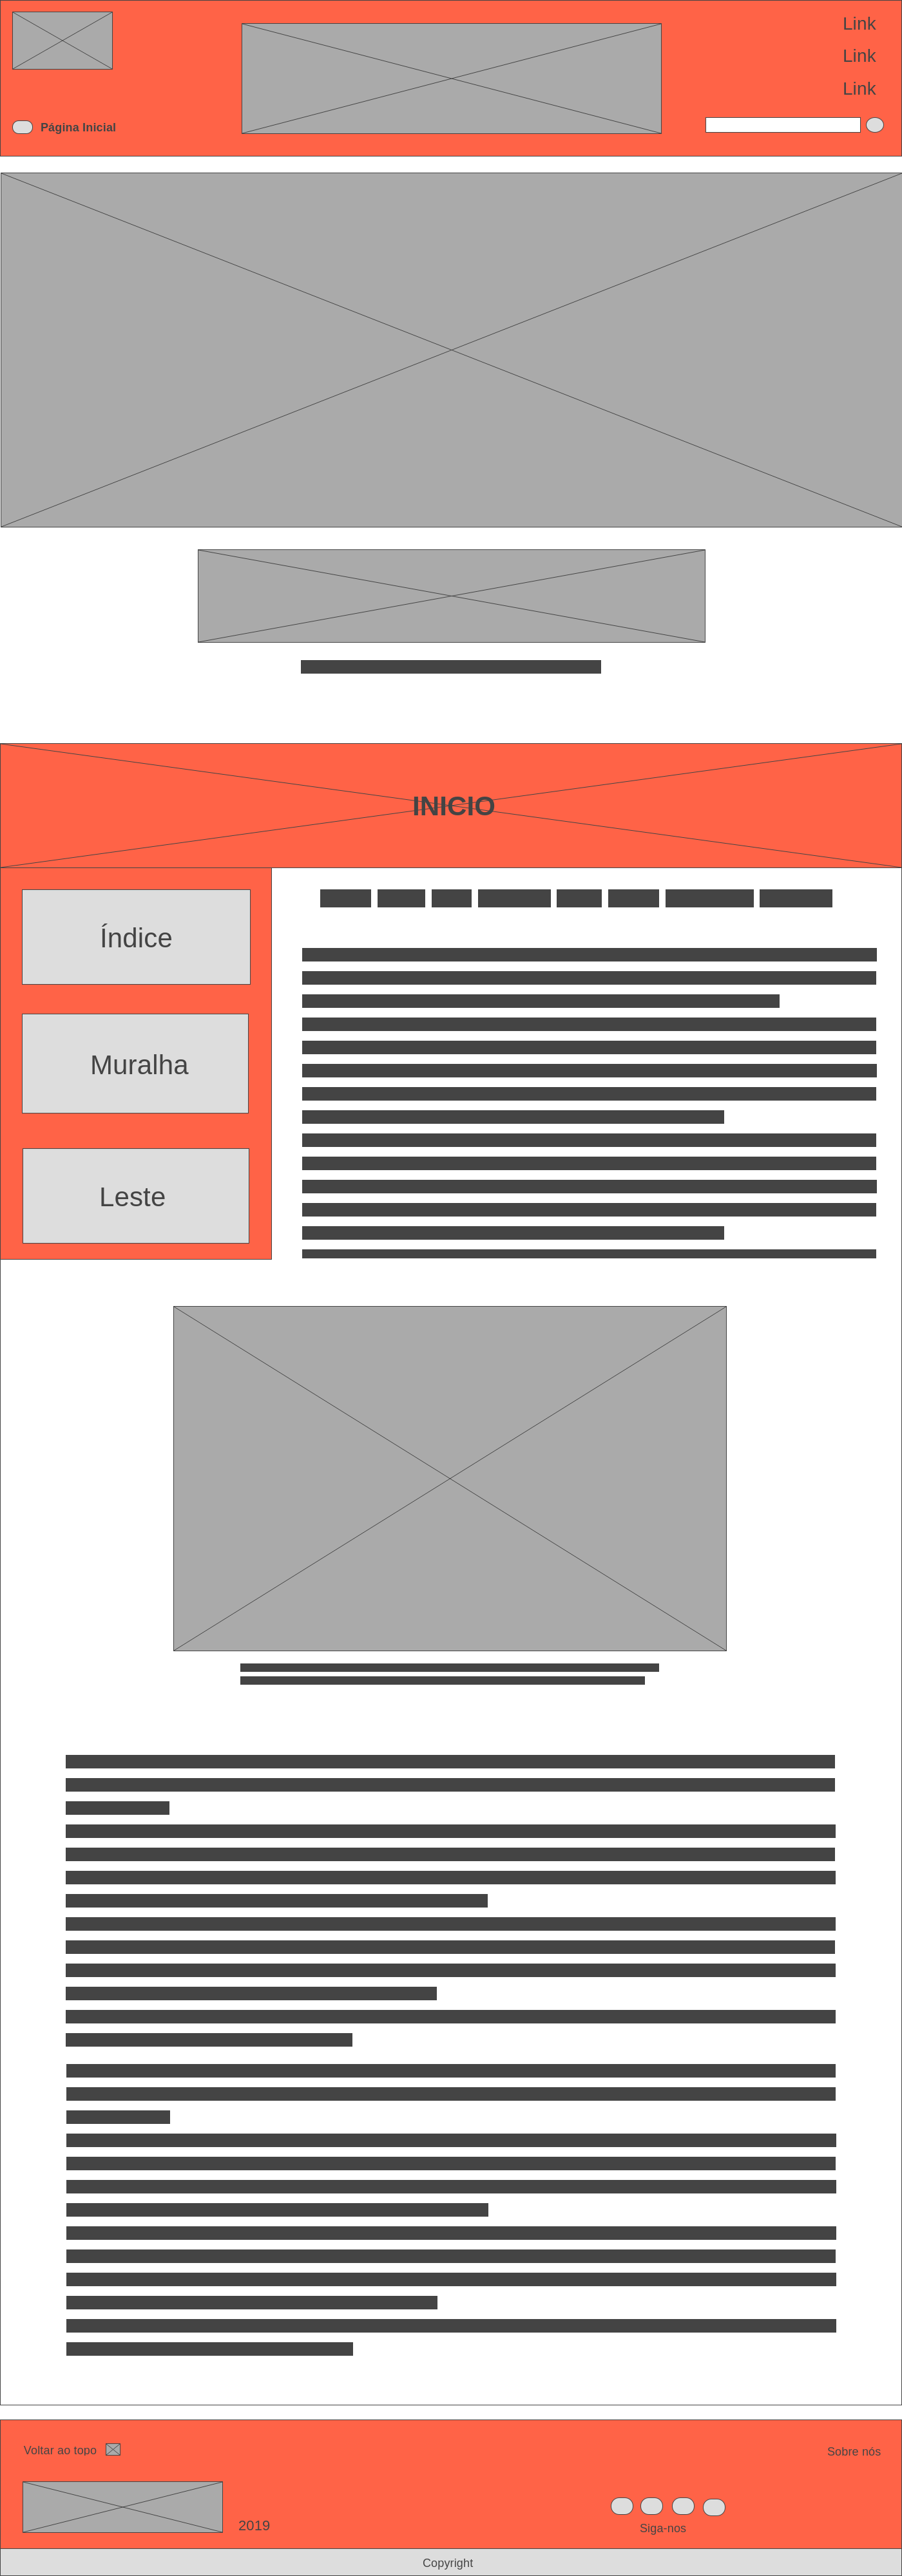 Link
Link
Link
Página Inicial
INICIO
Índice
Muralha
Leste
Voltar ao topo
Sobre nós
2019
Siga-nos
Copyright